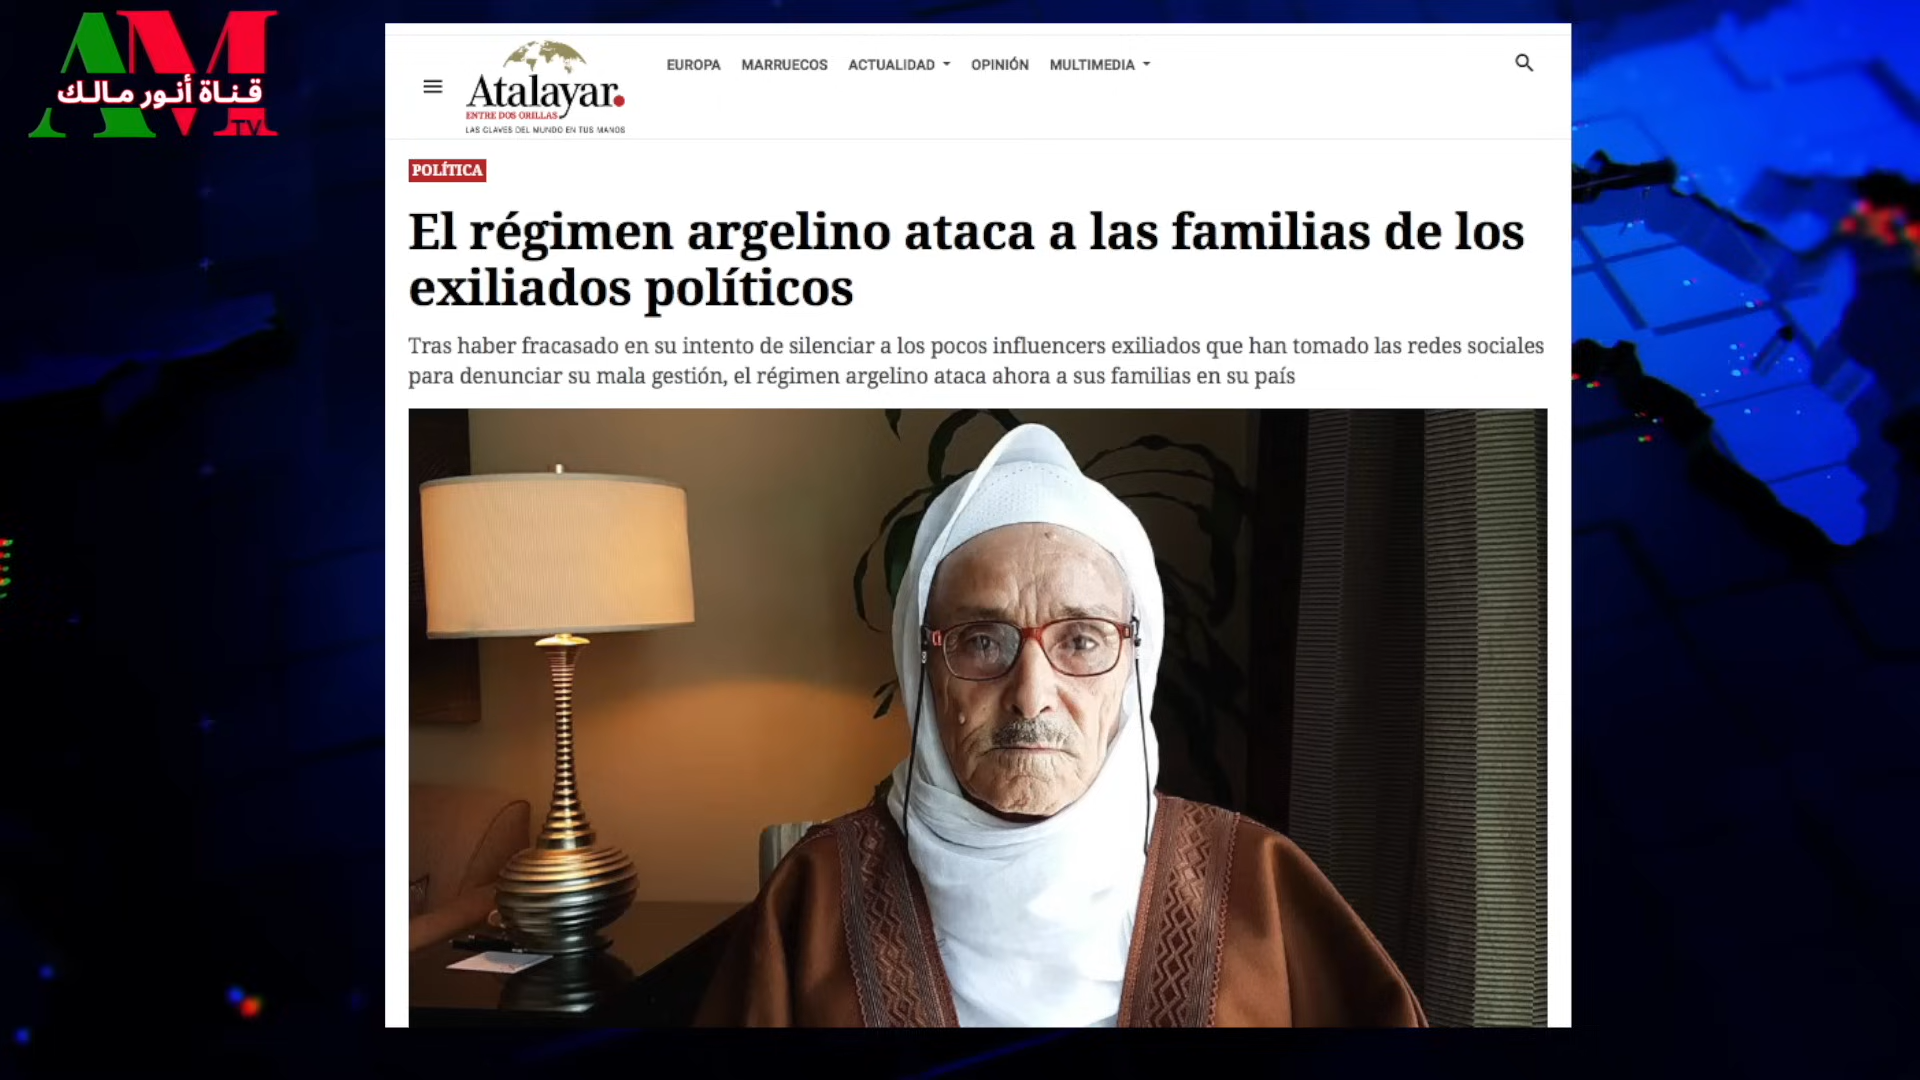 AM
قناة أنور مالك
TV
Atalayar.
ENTRE DOS ORILLAS
LAS CLAVES DEL MUNDO EN TUS MANOS
EUROPA MARRUECOS ACTUALIDAD OPINIÓN MULTIMEDIA
POLÍTICA
El régimen argelino ataca a las familias de los
exiliados políticos
Tras haber fracasado en su intento de silenciar a los pocos influencers exiliados que han tomado las redes sociales
para denunciar su mala gestión, el régimen argelino ataca ahora a sus familias en su país